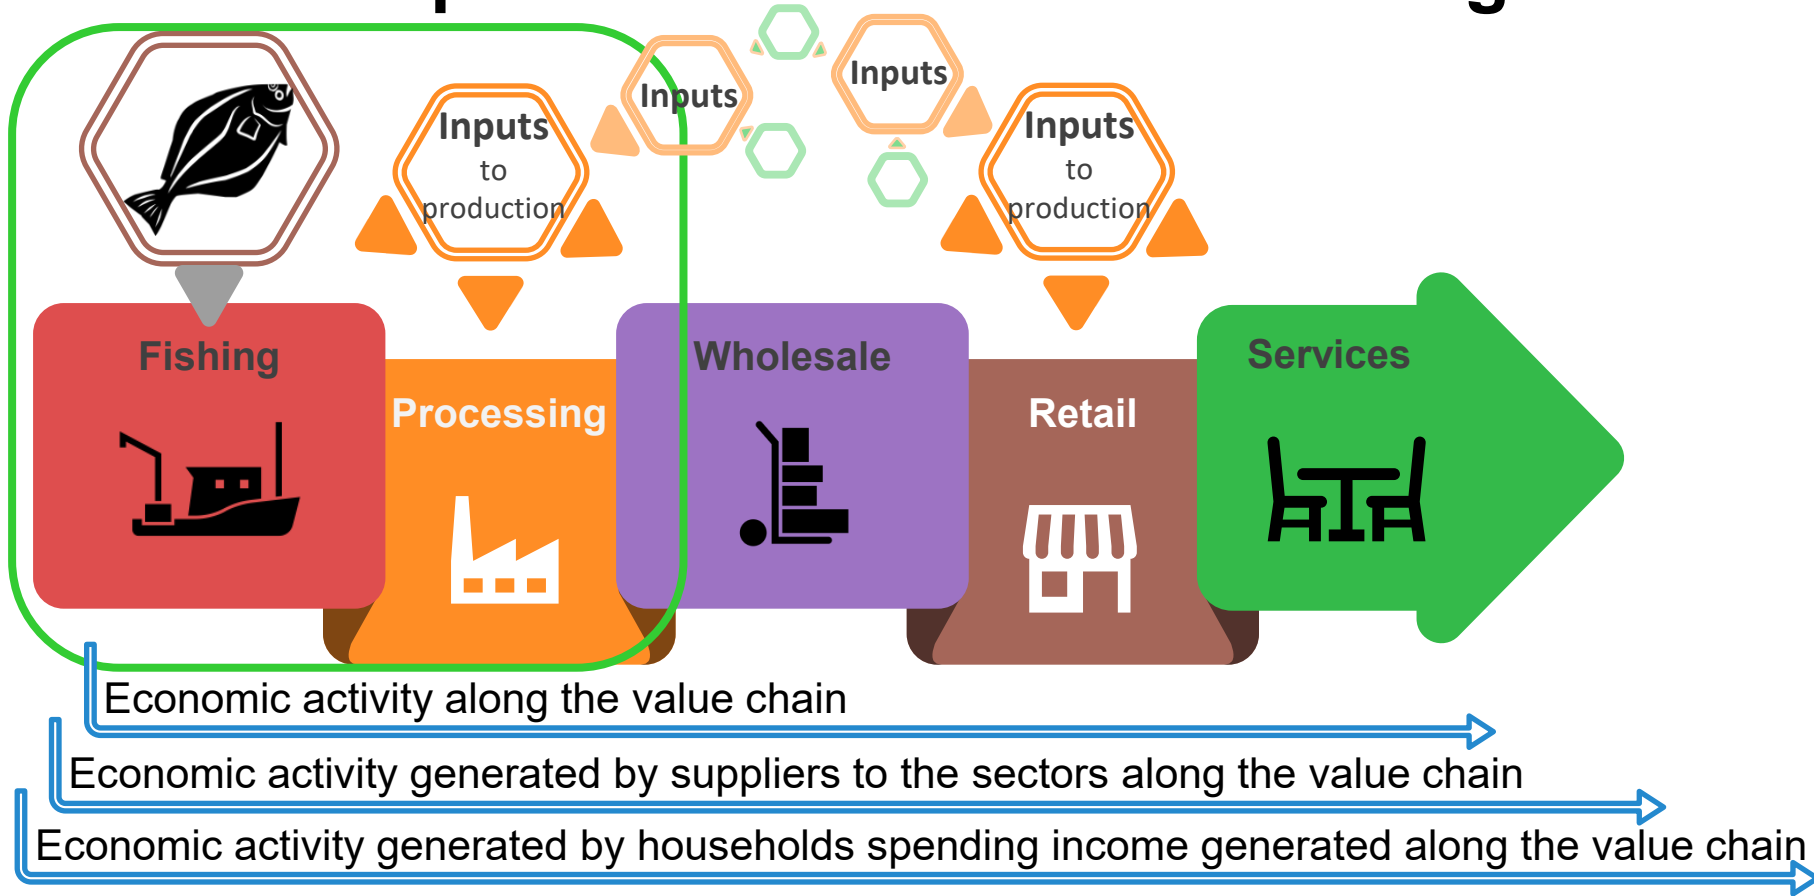 Inputs
to
production
Inputs
Inputs
Inputs
to
production
Fishing
Processing
Wholesale
Retail
Services
Economic activity along the value chain
Economic activity generated by suppliers to the sectors along the value chain
Economic activity generated by households spending income generated along the value chain